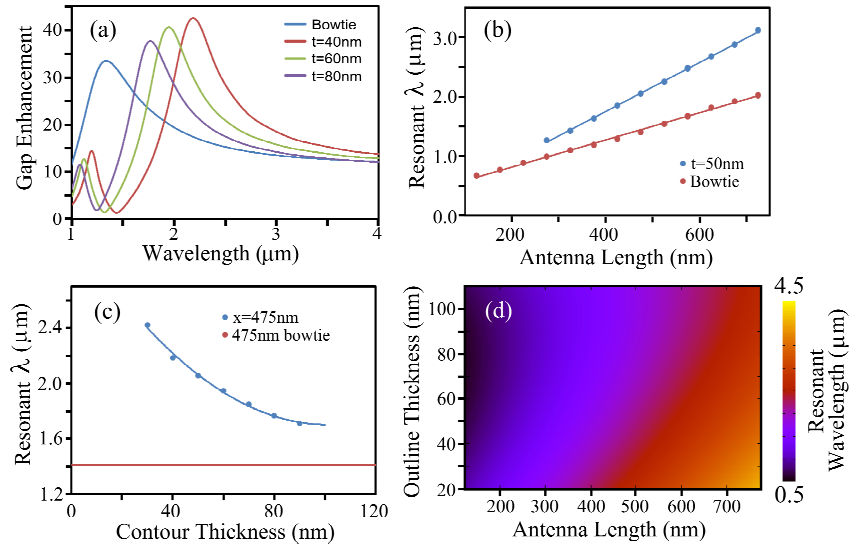 (a)
Bowtie
t=40nm
t=60nm
t=80nm
40
30
20
10
0
Gap Enhancement
1
2
3
4
Wavelength (μm)
(b)
3.0
2.0
1.0
0.0
Resonant λ (μm)
t=50nm
Bowtie
200
400
600
Antenna Length (nm)
(c)
x=475nm
475nm bowtie
2.4
2.0
1.6
1.2
Resonant λ (μm)
0
40
80
120
Contour Thickness (nm)
(d)
100
80
60
40
20
Outline Thickness (nm)
200
300
400
500
600
700
Antenna Length (nm)
4.5
0.5
Resonant
Wavelength (μm)